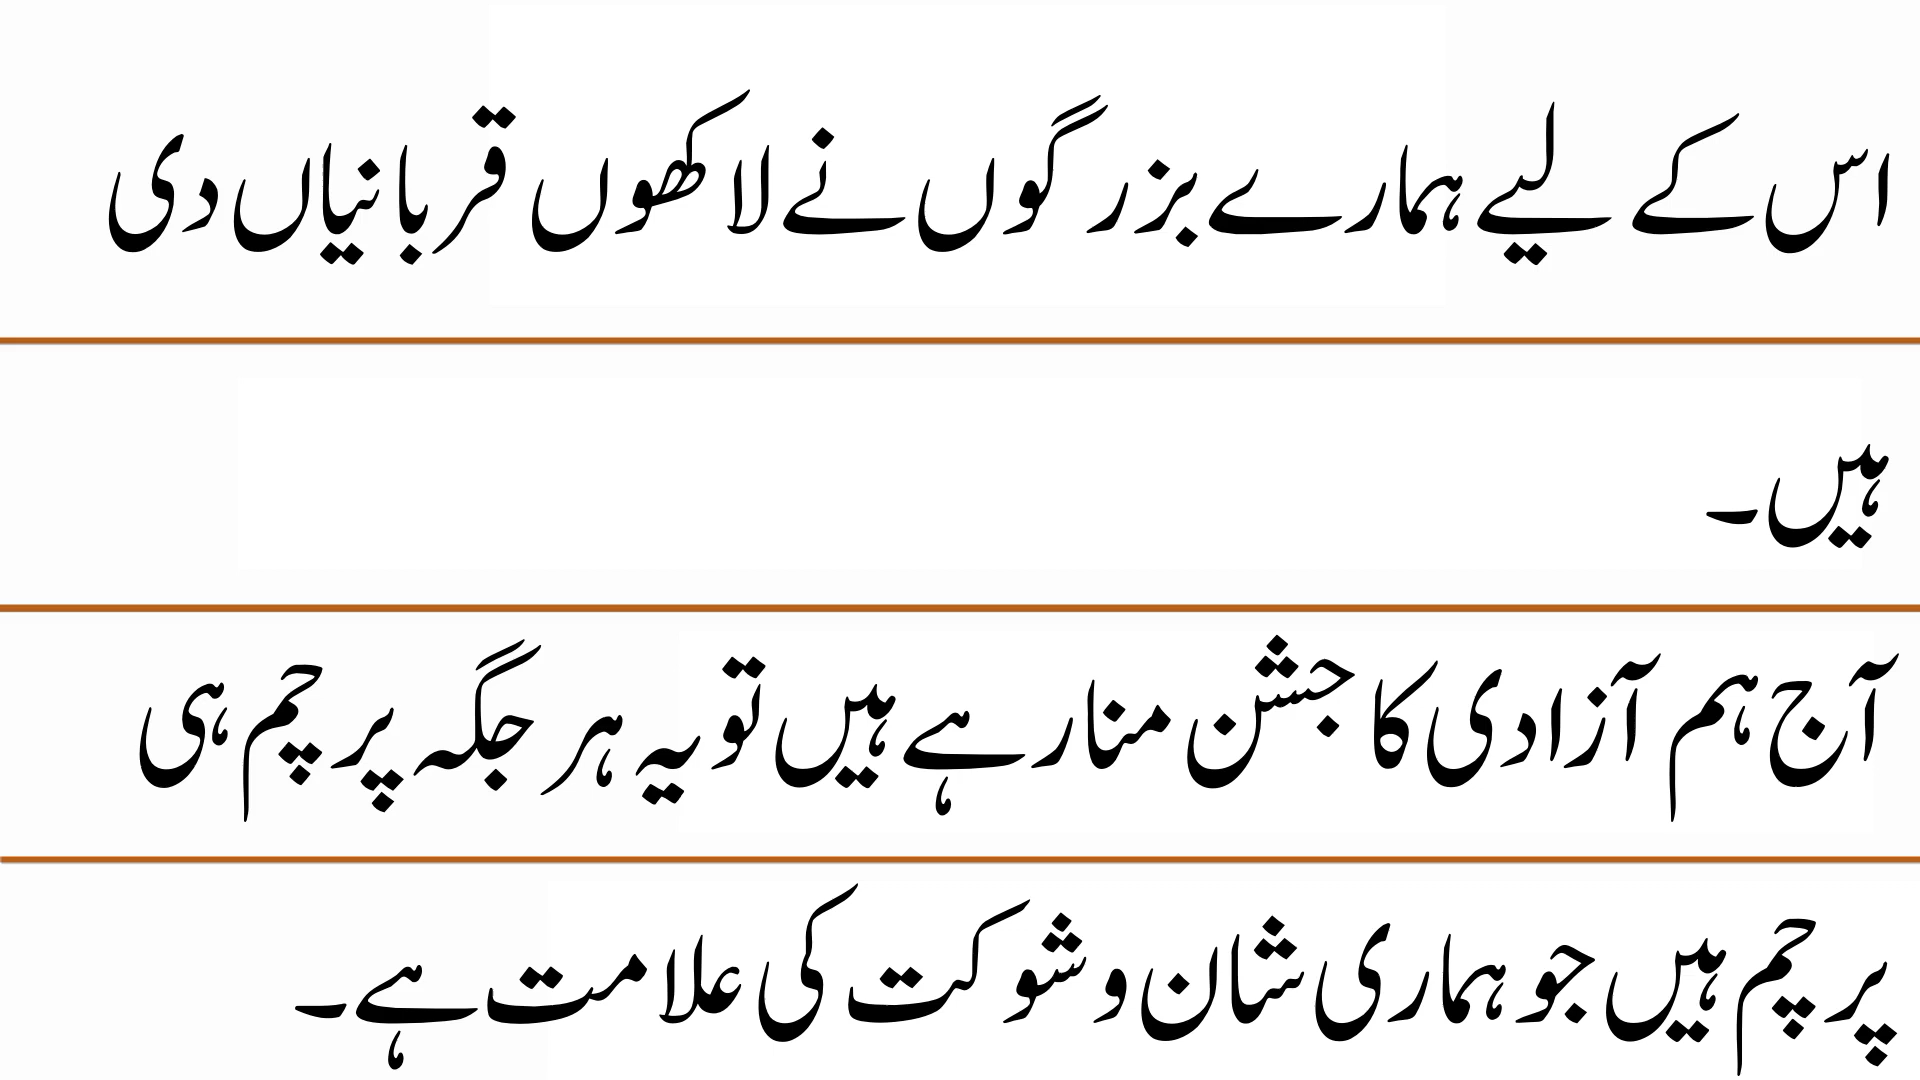 اس کے لیے ہمارے بزرگوں نے لاکھوں قربانیاں دی
ہیں۔
آج ہم آزادی کا جشن منا رہے ہیں تو یہ ہر جگہ پرچم ہی
پرچم ہیں جو ہماری شان و شوکت کی علامت ہے۔